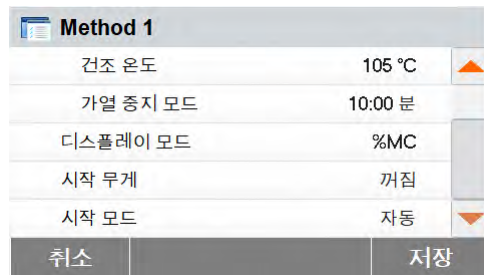 Method 1
건조 온도 105 °C
가열 중지 모드 10:00 분
디스플레이 모드 %MC
시작 무게 꺼짐
시작 모드 자동
취소 저장